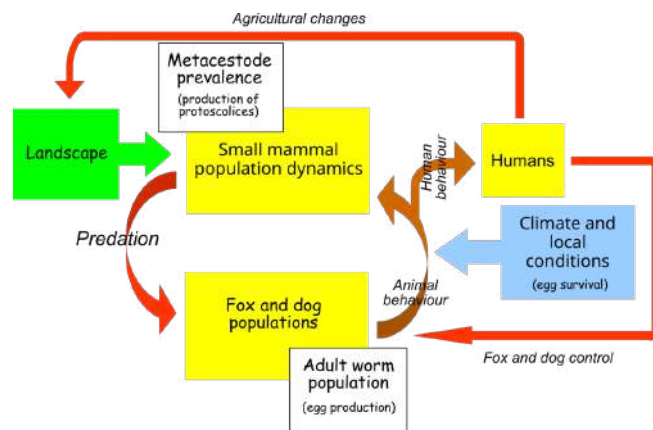 Agricultural changes
Metacestode
prevalence
(production of
protoscolices)
Landscape
Small mammal
population dynamics
Human
behaviour
Humans
Predation
Climate and
local
conditions
(egg survival)
Fox and dog
populations
Animal
behaviour
Adult worm
population
(egg production)
Fox and dog control